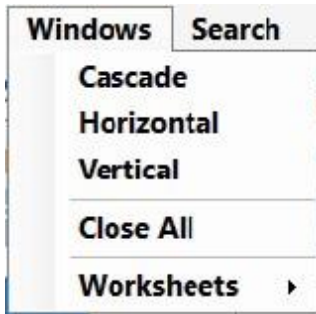 Windows Search
Cascade
Horizontal
Vertical
Close All
Worksheets